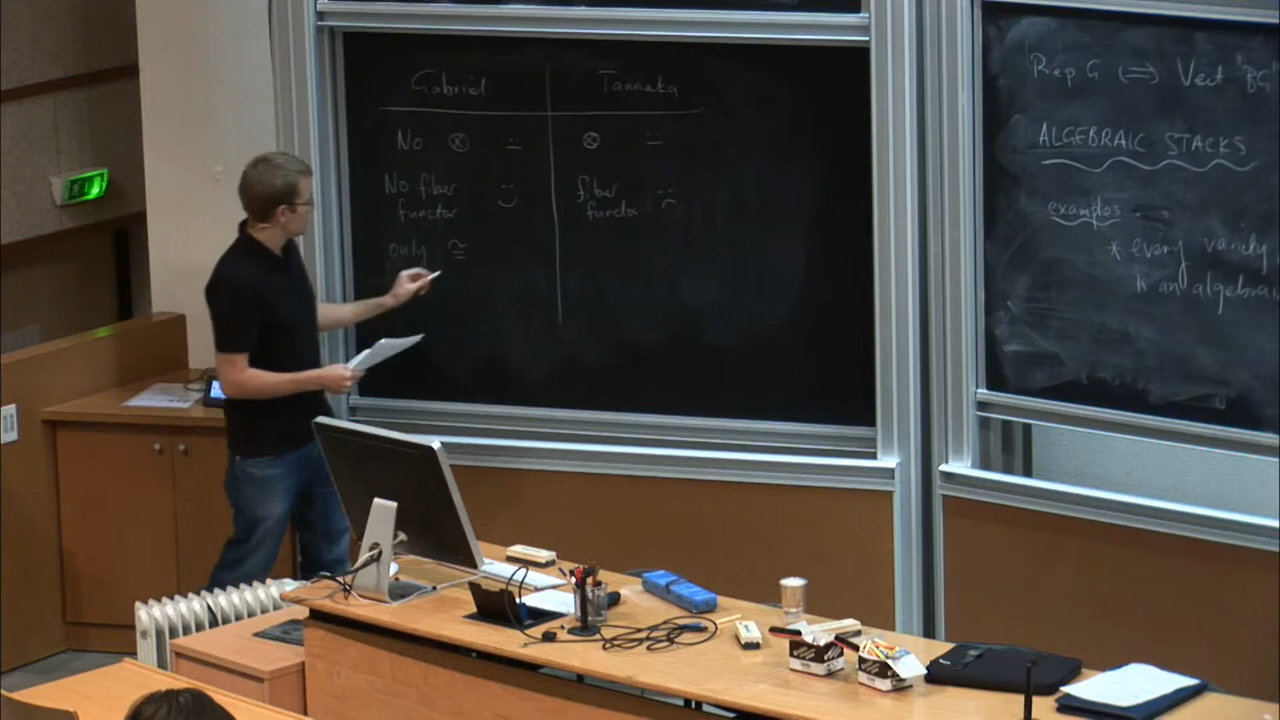 Gabriel Tannaka
No ⊗ ⊗
No fiber functor fiber functor
only ≅
Rep G ⟺ Vect "BG"
ALGEBRAIC STACKS
examples
* every variety
is an algebra